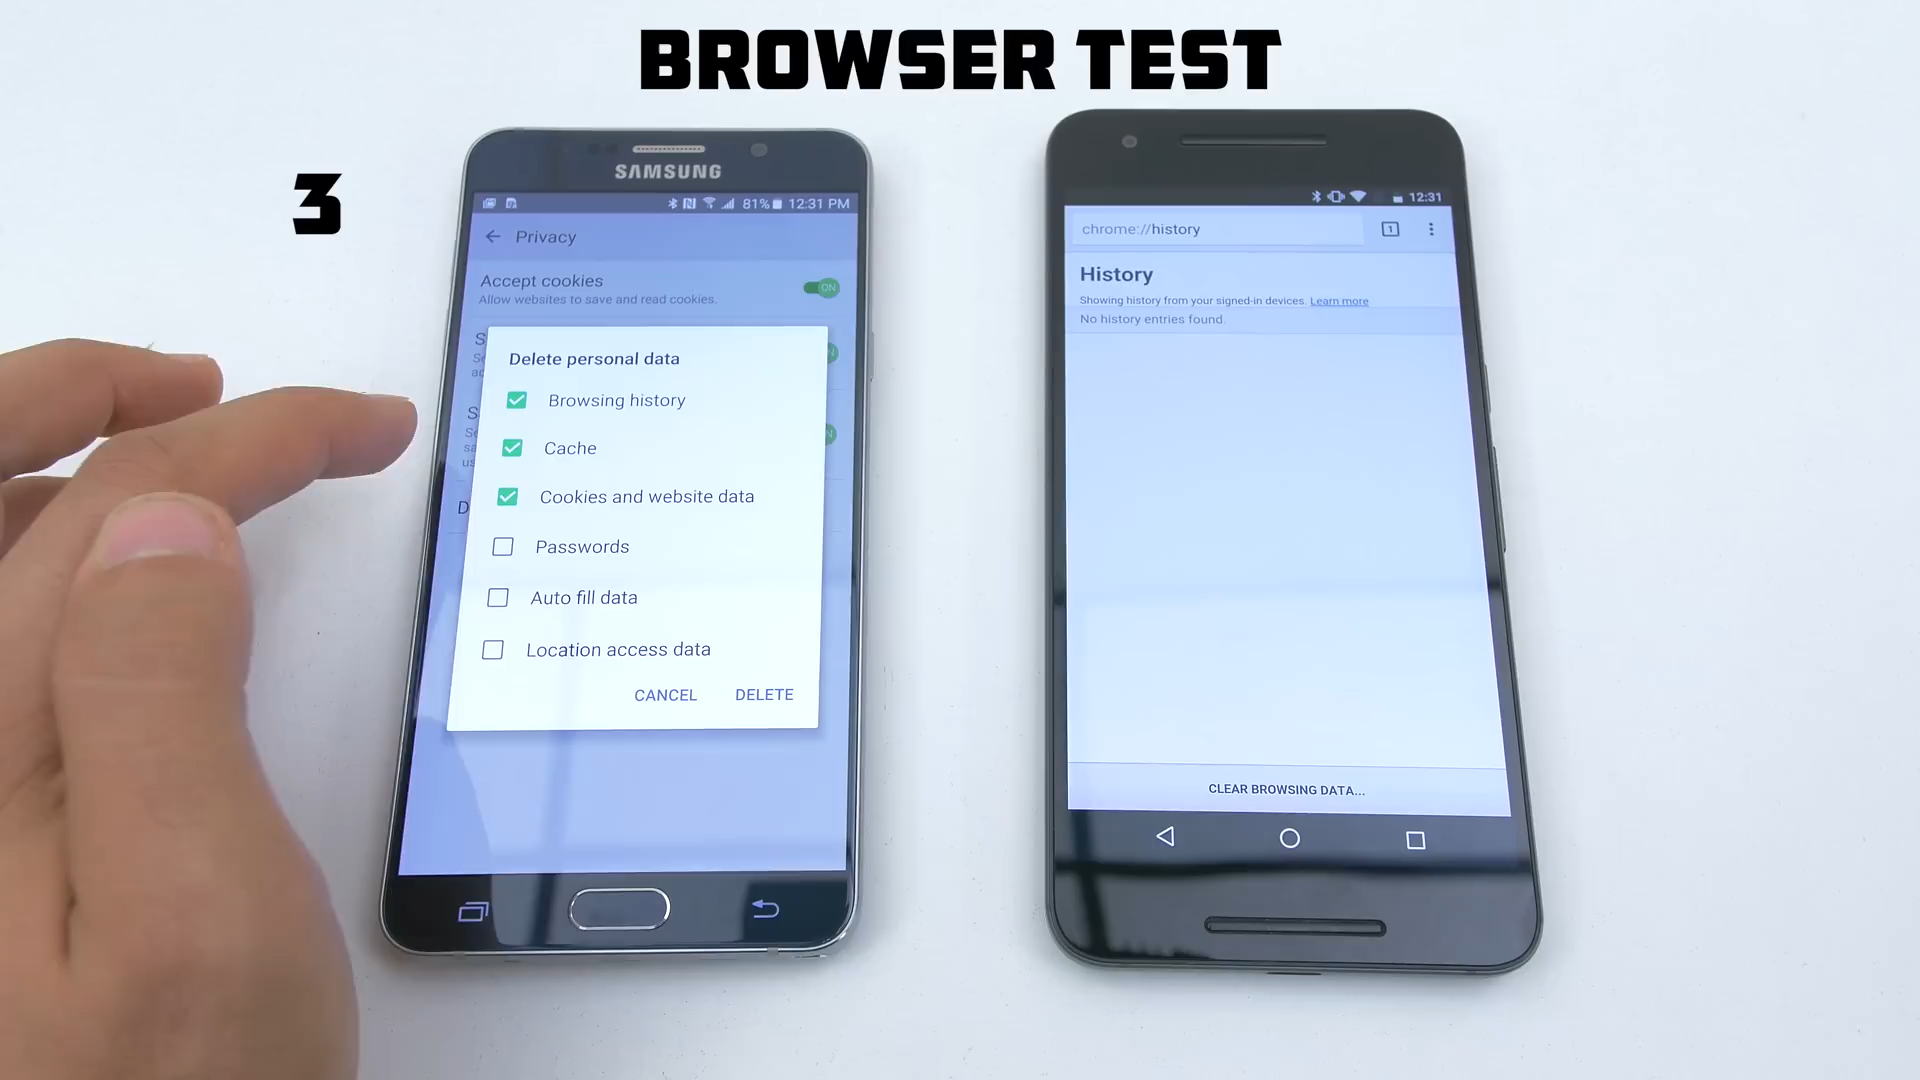 BROWSER TEST
3
SAMSUNG
81% 12:31 PM
Privacy
Accept cookies
ON
Allow websites to save and read cookies.
Delete personal data
Browsing history
Cache
Cookies and website data
Passwords
Auto fill data
Location access data
CANCEL DELETE
12:31
chrome://history
1
History
Showing history from your signed-in devices. Learn more
No history entries found.
CLEAR BROWSING DATA...